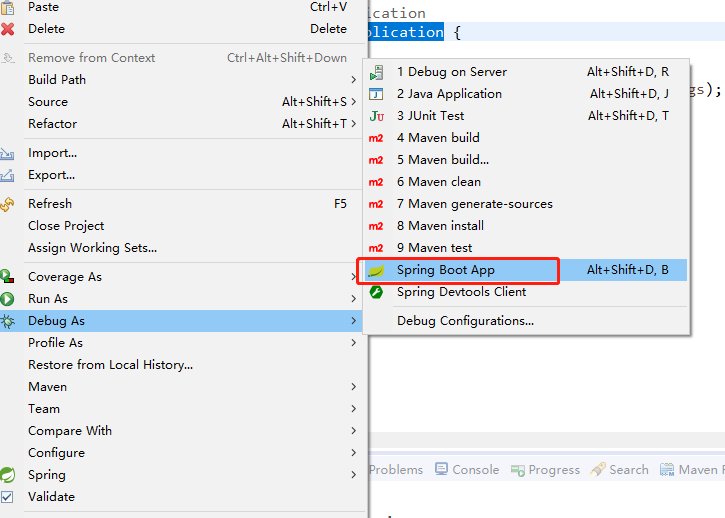 Paste Ctrl+V
Delete Delete
Remove from Context Ctrl+Alt+Shift+Down
Build Path
Source Alt+Shift+S
Refactor Alt+Shift+T
Import...
Export...
Refresh F5
Close Project
Assign Working Sets...
Coverage As
Run As
Debug As
Profile As
Restore from Local History...
Maven
Team
Compare With
Configure
Spring
Validate
ication
plication {
gs);
1 Debug on Server Alt+Shift+D, R
2 Java Application Alt+Shift+D, J
Ju 3 JUnit Test Alt+Shift+D, T
m2 4 Maven build
m2 5 Maven build...
m2 6 Maven clean
m2 7 Maven generate-sources
m2 8 Maven install
m2 9 Maven test
Spring Boot App Alt+Shift+D, B
Spring Devtools Client
Debug Configurations...
Problems Console Progress Search Maven